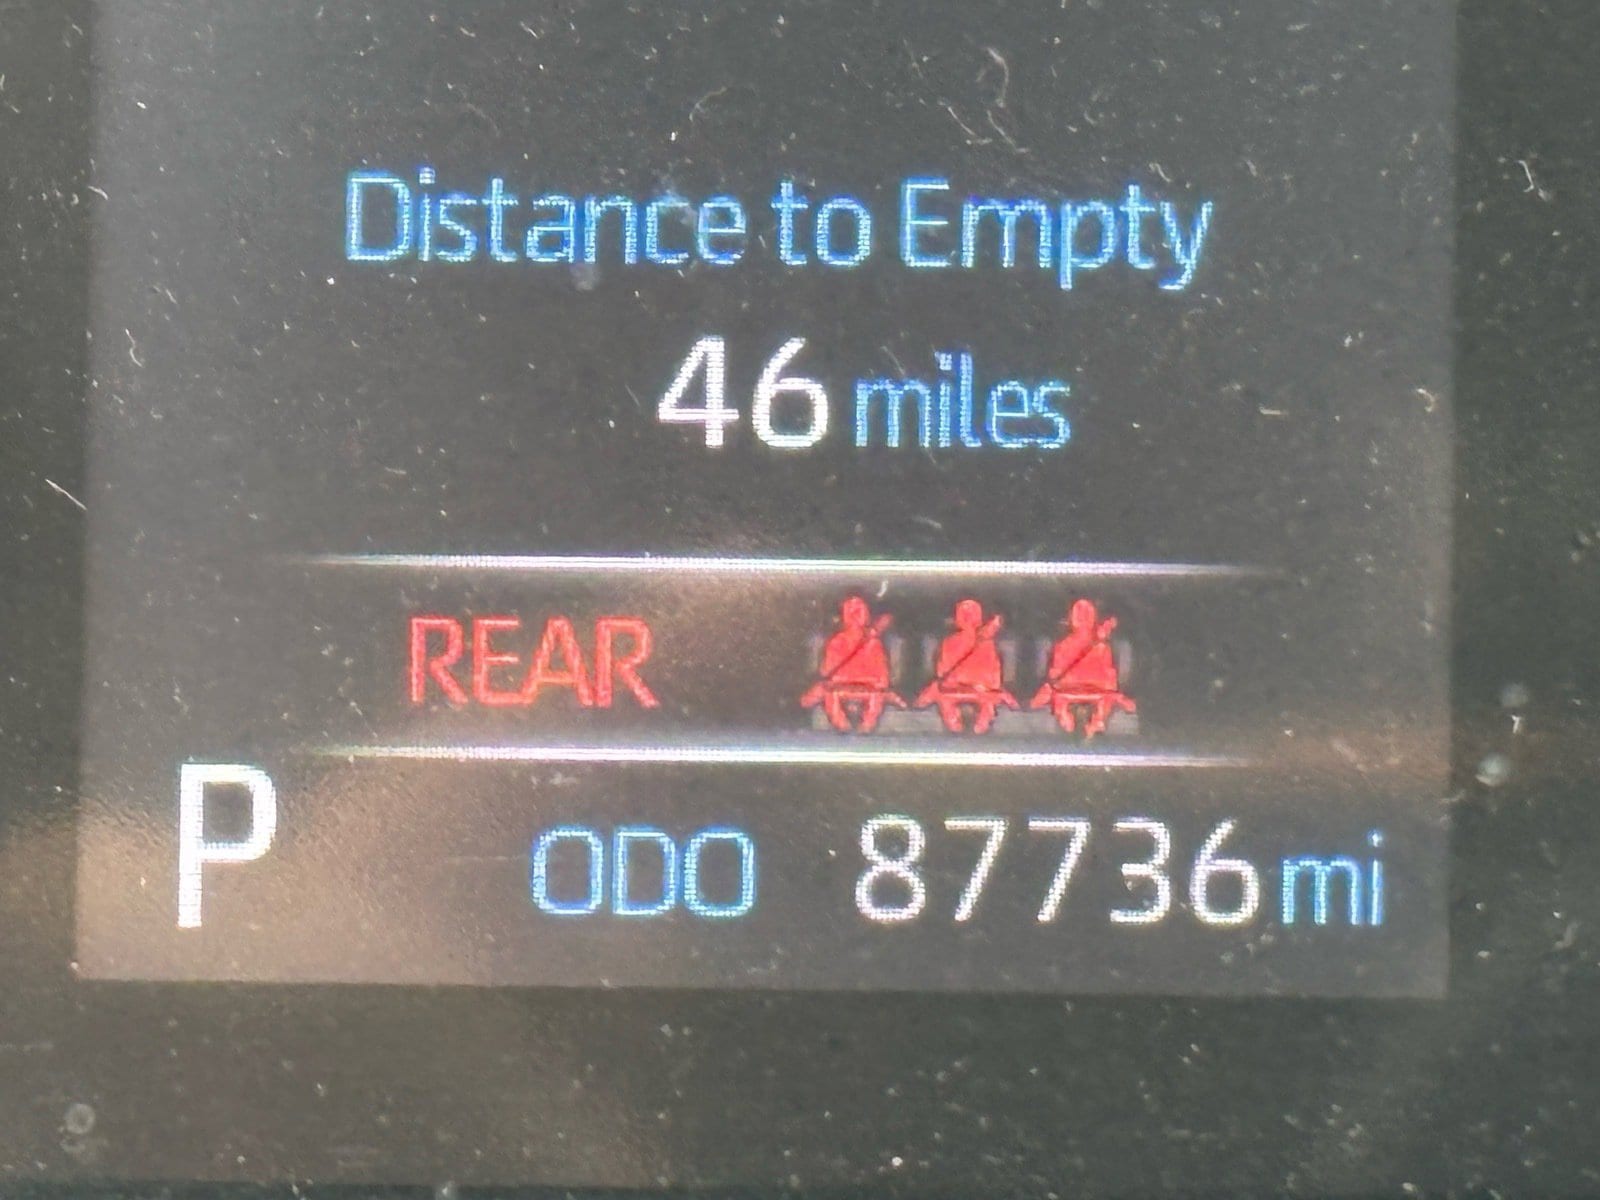 Distance to Empty
46 miles
REAR
P ODO 87736 mi